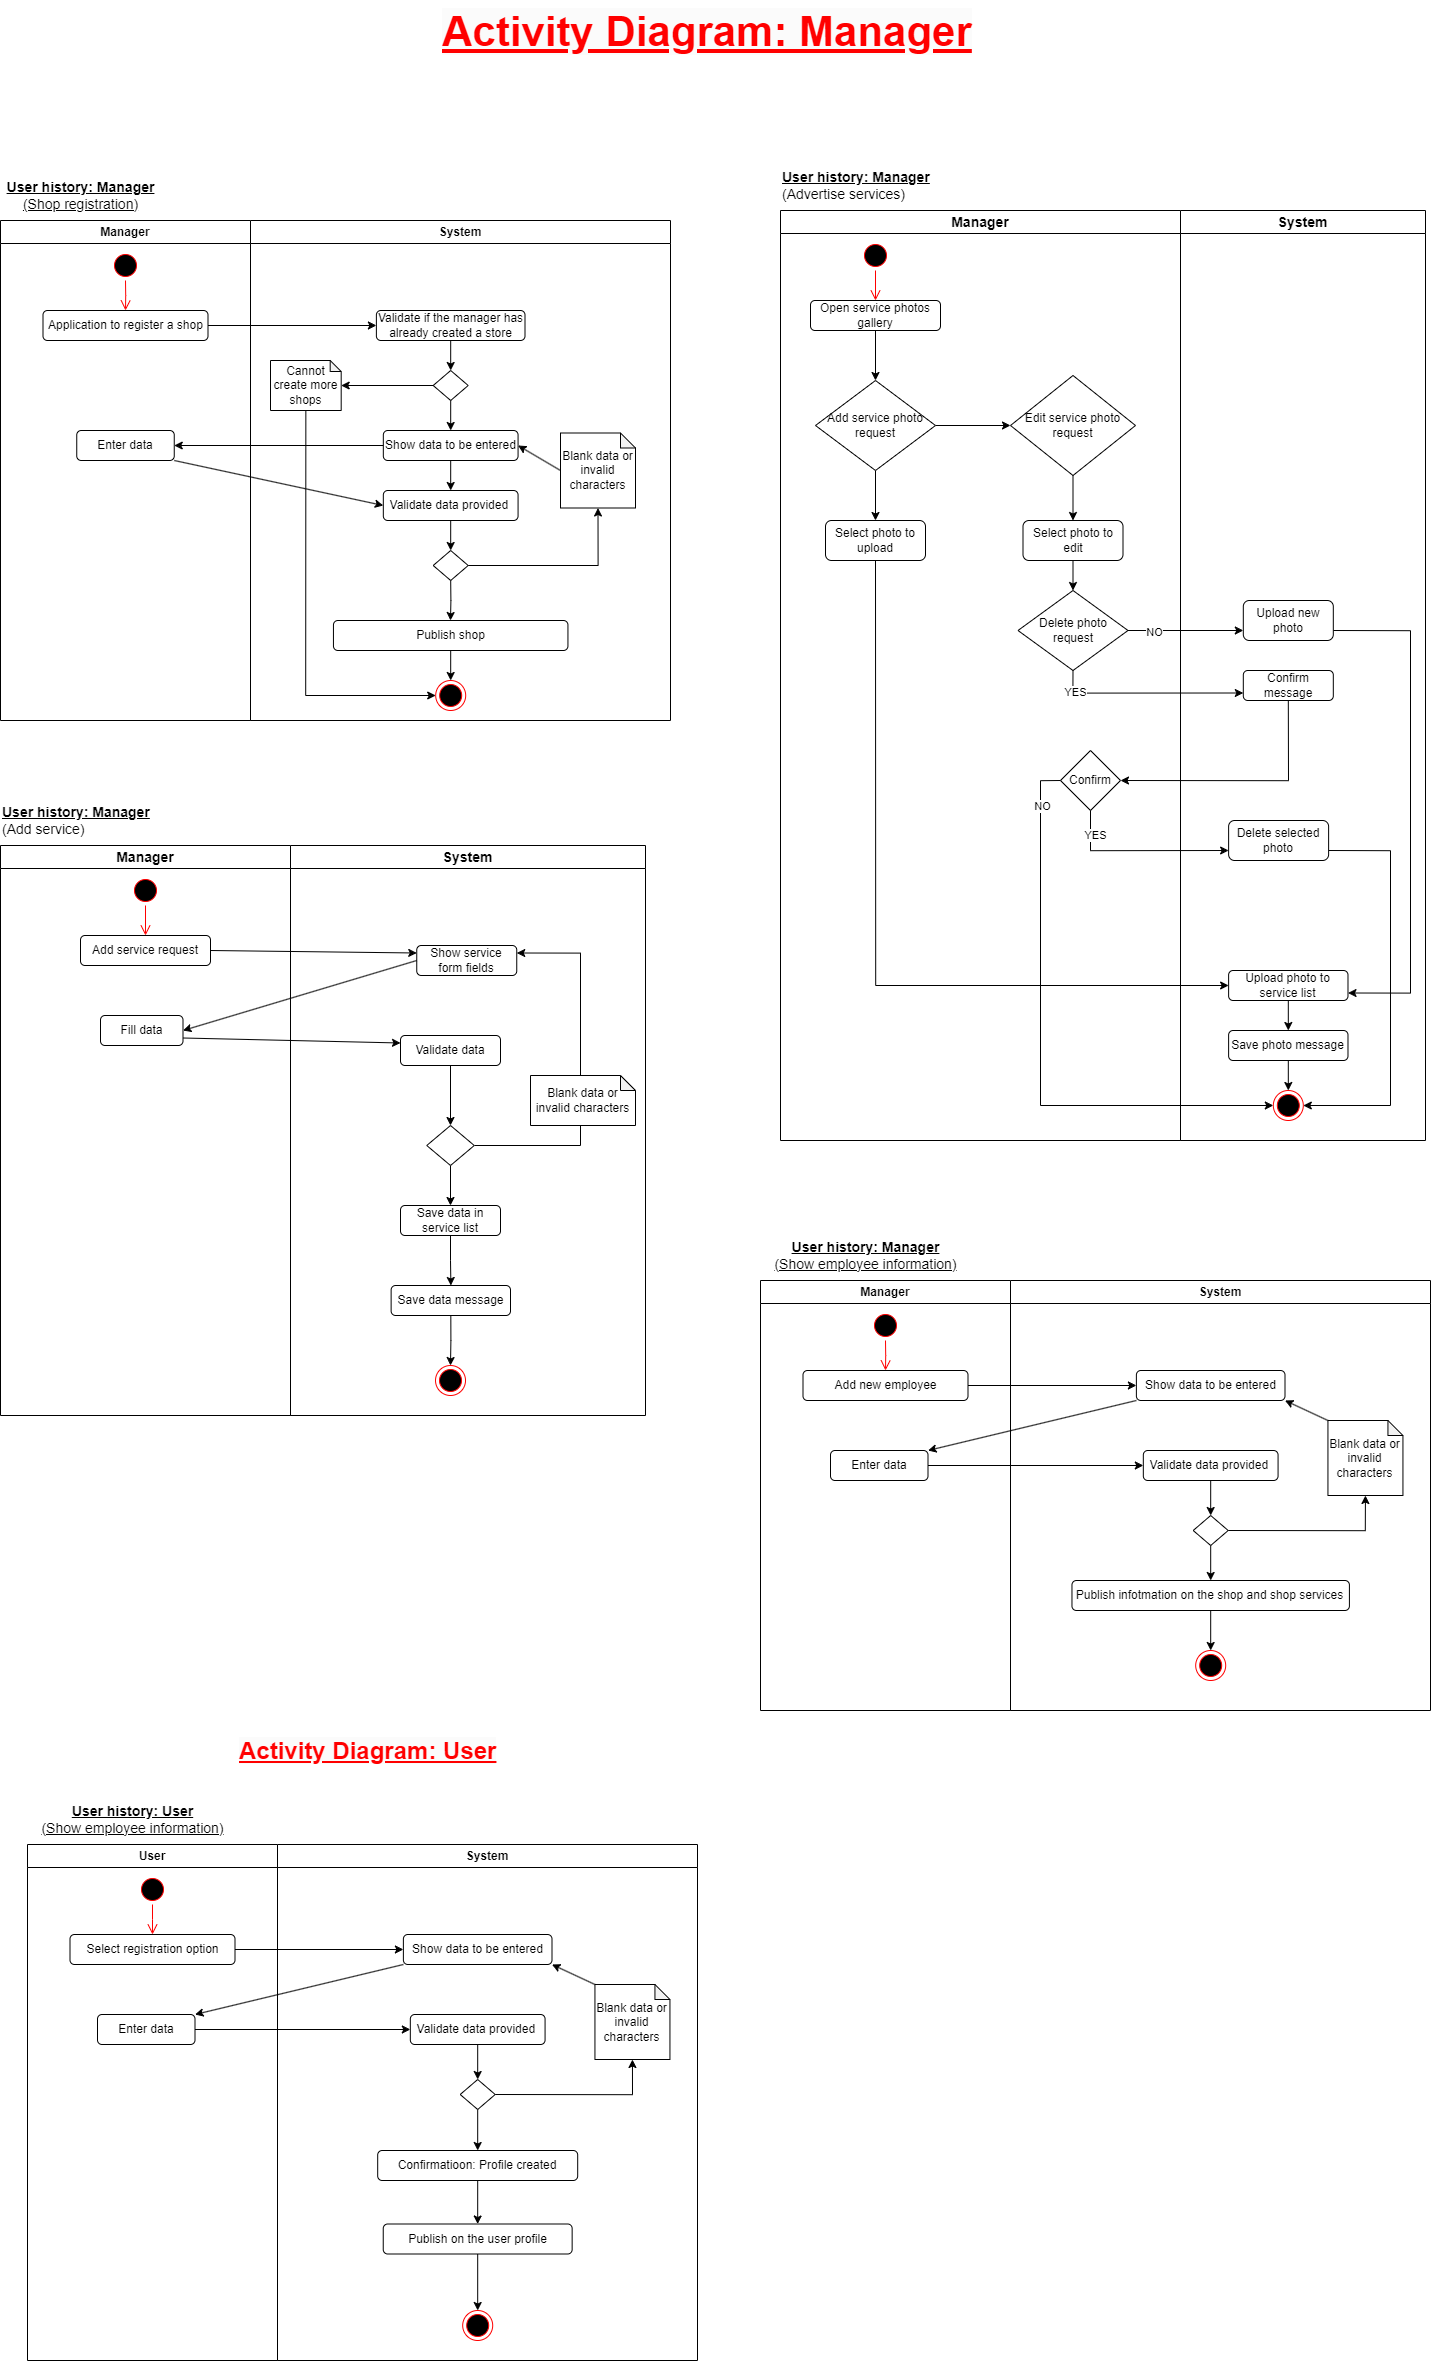 Activity Diagram: Manager
User history: Manager
(Shop registration)
Manager
System
Application to register a shop
Validate if the manager has
already created a store
Cannot
create more
shops
Enter data
Show data to be entered
Blank data or
invalid
characters
Validate data provided
Publish shop
User history: Manager
(Advertise services)
Manager
System
Open service photos
gallery
Add service photo
request
Edit service photo
request
Select photo to
upload
Select photo to
edit
Delete photo
request
NO
Upload new
photo
YES
Confirm
message
Confirm
NO
YES
Delete selected
photo
Upload photo to
service list
Save photo message
User history: Manager
(Add service)
Manager
System
Add service request
Show service
form fields
Fill data
Validate data
Blank data or
invalid characters
Save data in
service list
Save data message
User history: Manager
(Show employee information)
Manager
System
Add new employee
Show data to be entered
Enter data
Validate data provided
Blank data or
invalid
characters
Publish infotmation on the shop and shop services
Activity Diagram: User
User history: User
(Show employee information)
User
System
Select registration option
Show data to be entered
Enter data
Validate data provided
Blank data or
invalid
characters
Confirmatioon: Profile created
Publish on the user profile